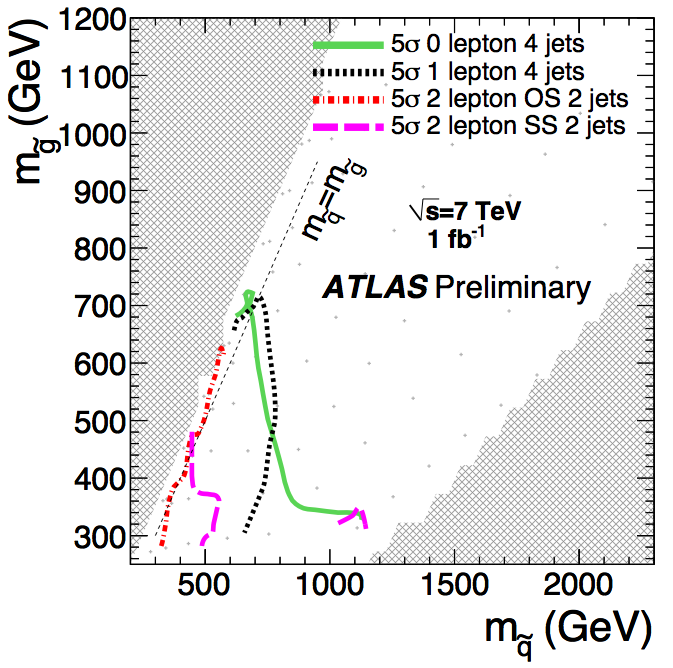 m_g̃ (GeV)
1200
1100
1000
900
800
700
600
500
400
300
5σ 0 lepton 4 jets
5σ 1 lepton 4 jets
5σ 2 lepton OS 2 jets
5σ 2 lepton SS 2 jets
m_q̃=m_g̃
√s=7 TeV
1 fb⁻¹
ATLAS Preliminary
500 1000 1500 2000
m_q̃ (GeV)